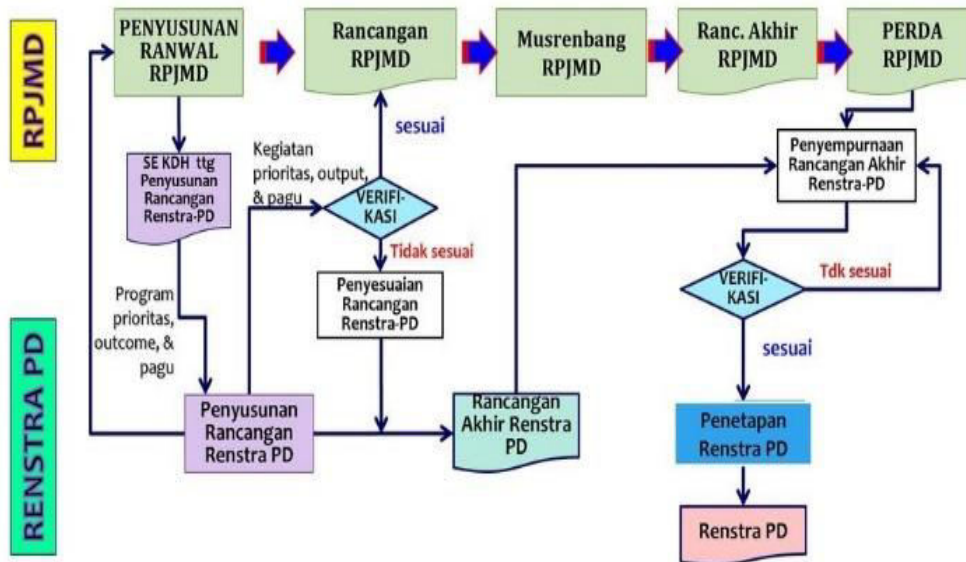 RPJMD
PENYUSUNAN
RANWAL
RPJMD
Rancangan
RPJMD
Musrenbang
RPJMD
Ranc. Akhir
RPJMD
PERDA
RPJMD
SE KDH ttg
Penyusunan
Rancangan
Renstra-PD
Kegiatan
prioritas, output,
& pagu
sesuai
VERIFI-
KASI
Tidak sesuai
Penyesuaian
Rancangan
Renstra-PD
Penyempurnaan
Rancangan Akhir
Renstra-PD
VERIFI-
KASI
Tdk sesuai
sesuai
RENSTRA PD
Program
prioritas,
outcome, &
pagu
Penyusunan
Rancangan
Renstra PD
Rancangan
Akhir Renstra
PD
Penetapan
Renstra PD
Renstra PD